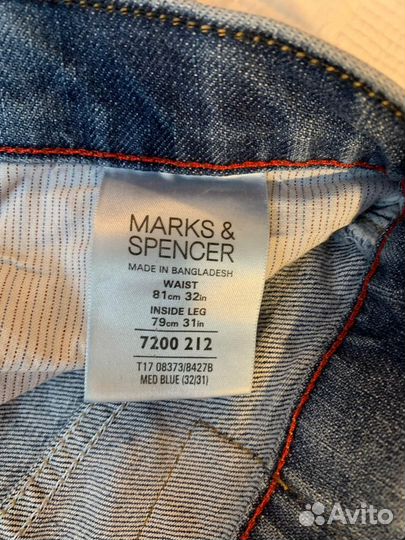 MARKS &
SPENCER
MADE IN BANGLADESH
WAIST
81cm 32in
INSIDE LEG
79cm 31in
7200 212
T17 08373/8427B
MED BLUE (32/31)
Avito